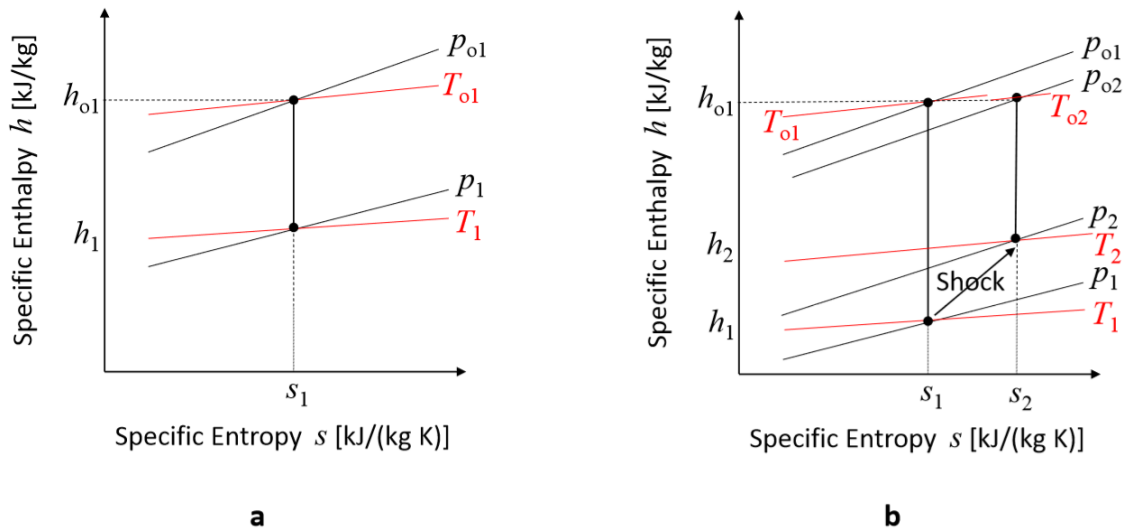 Specific Enthalpy h [kJ/kg]
h_o1
h_1
p_o1
T_o1
p_1
T_1
s_1
Specific Entropy s [kJ/(kg K)]
a
Specific Enthalpy h [kJ/kg]
h_o1
h_2
h_1
p_o1
p_o2
T_o1
T_o2
p_2
T_2
Shock
p_1
T_1
s_1
s_2
Specific Entropy s [kJ/(kg K)]
b